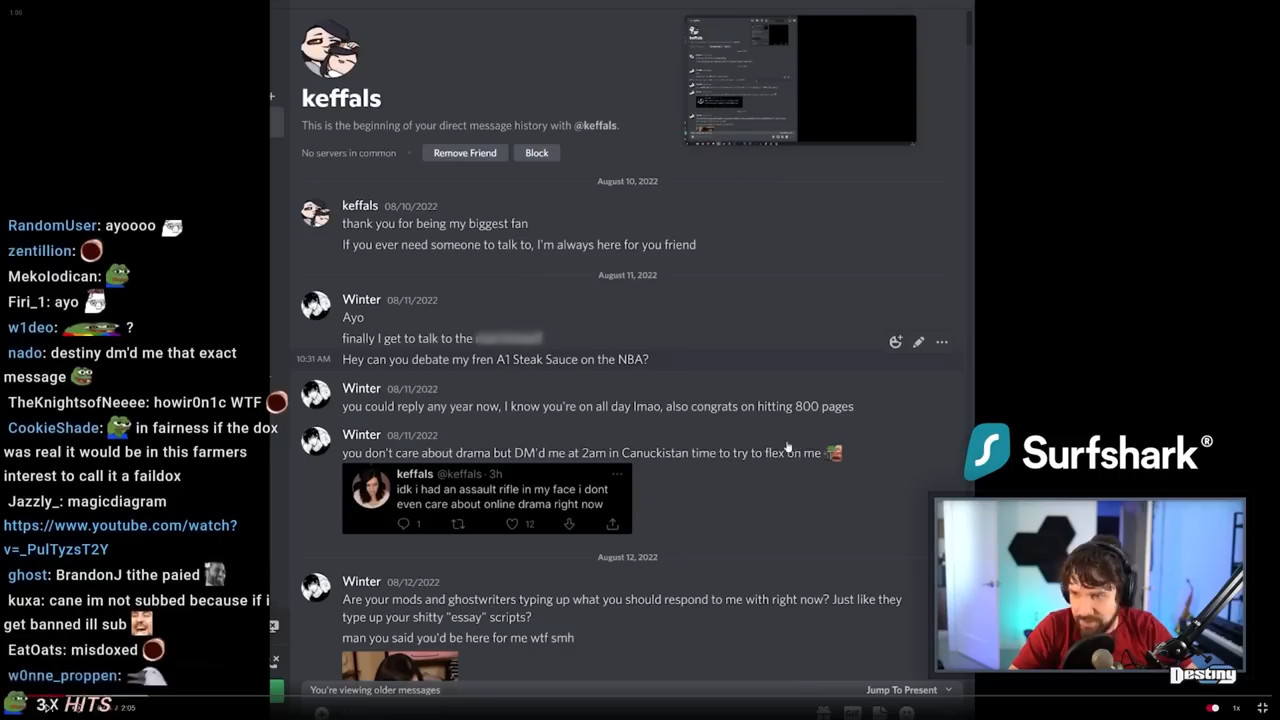 1:00
keffals
This is the beginning of your direct message history with @keffals.
No servers in common
Remove Friend
Block
August 10, 2022
keffals 08/10/2022
thank you for being my biggest fan
If you ever need someone to talk to, I'm always here for you friend
August 11, 2022
Winter 08/11/2022
Ayo
finally I get to talk to the
10:31 AM Hey can you debate my fren A1 Steak Sauce on the NBA?
Winter 08/11/2022
you could reply any year now, I know you're on all day lmao, also congrats on hitting 800 pages
Winter 08/11/2022
you don't care about drama but DM'd me at 2am in Canuckistan time to try to flex on me
keffals @keffals · 3h
idk i had an assault rifle in my face i dont
even care about online drama right now
1
12
August 12, 2022
Winter 08/12/2022
Are your mods and ghostwriters typing up what you should respond to me with right now? Just like they
type up your shitty "essay" scripts?
man you said you'd be here for me wtf smh
You're viewing older messages
Jump To Present
RandomUser: ayoooo
zentillion:
Mekolodican:
Firi_1: ayo
w1deo: ?
nado: destiny dm'd me that exact
message
TheKnightsofNeeee: howir0n1c WTF
CookieShade: in fairness if the dox
was real it would be in this farmers
interest to call it a faildox
Jazzly_: magicdiagram
https://www.youtube.com/watch?
v=_PulTyzsT2Y
ghost: BrandonJ tithe paied
kuxa: cane im not subbed because if i
get banned ill sub
EatOats: misdoxed
w0nne_proppen:
3X HITS
2:05
Surfshark®
Destiny
GIF
1x